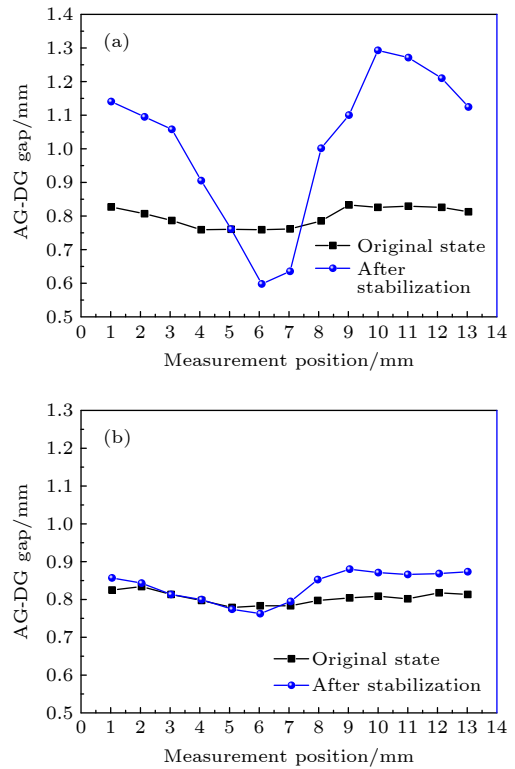 1.4
(a)
1.3
1.2
1.1
1.0
0.9
0.8
0.7
0.6
0.5
AG-DG gap/mm
Original state
After
stabilization
0 1 2 3 4 5 6 7 8 9 10 11 12 13 14
Measurement position/mm
1.3
(b)
1.2
1.1
1.0
0.9
0.8
0.7
0.6
0.5
AG-DG gap/mm
Original state
After stabilization
0 1 2 3 4 5 6 7 8 9 10 11 12 13 14
Measurement position/mm